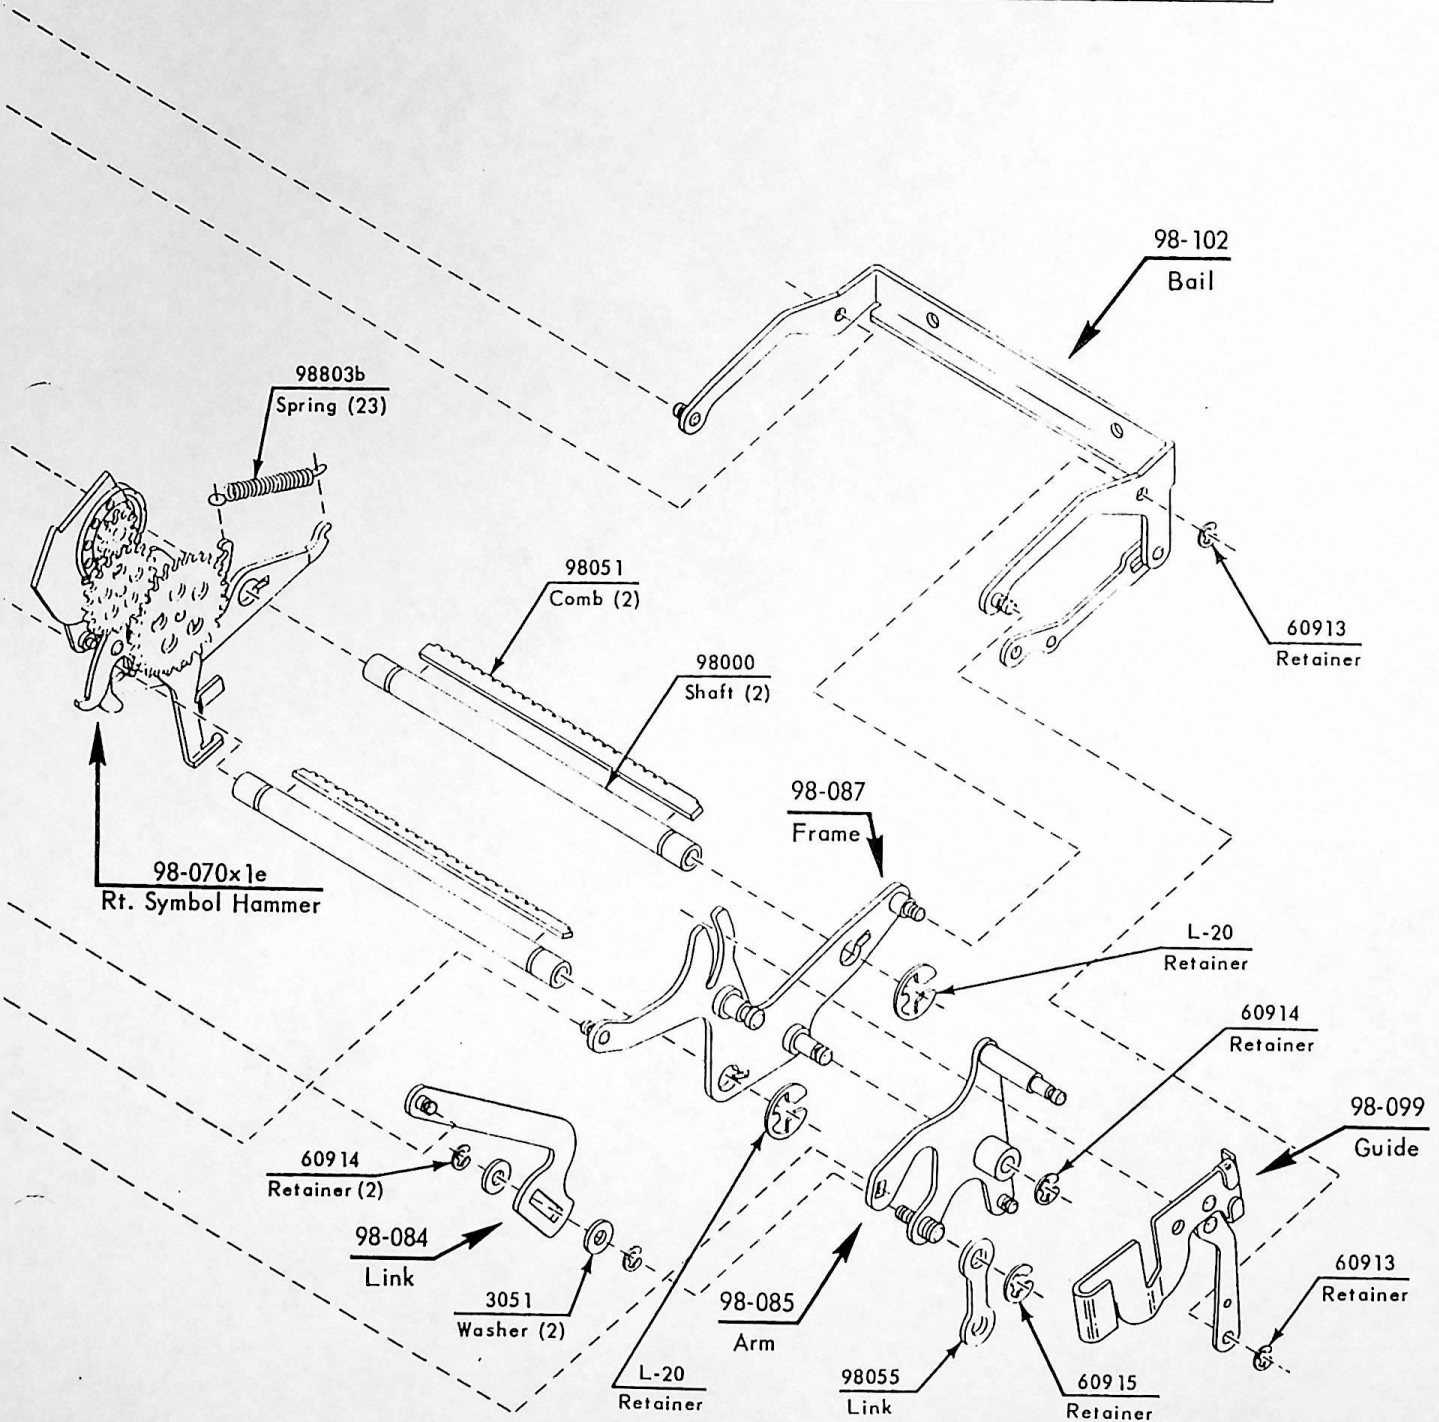 98-102
Bail
98803b
Spring (23)
98051
Comb (2)
60913
Retainer
98000
Shaft (2)
98-087
Frame
98-070x1e
Rt. Symbol Hammer
L-20
Retainer
60914
Retainer
98-099
Guide
60914
Retainer (2)
98-084
Link
3051
Washer (2)
98-085
Arm
60913
Retainer
L-20
Retainer
98055
Link
60915
Retainer